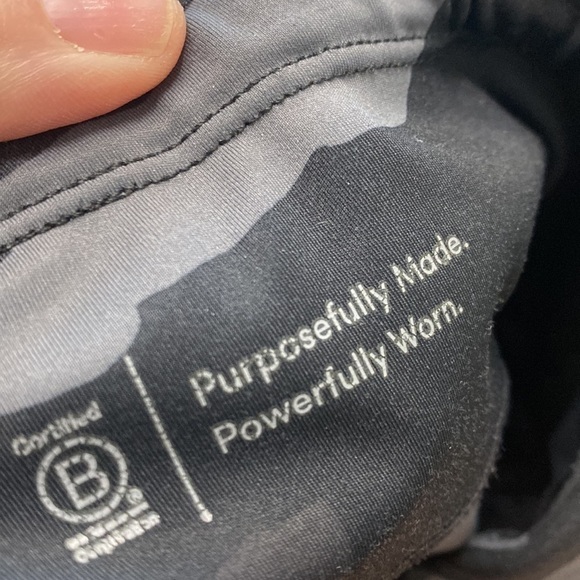 Certified
B
®
Corporation
Purposefully Made.
Powerfully Worn.